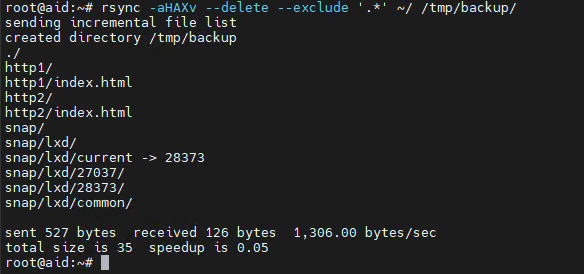 root@aid:~# rsync -aHAXv --delete --exclude '.*' ~/ /tmp/backup/
sending incremental file list
created directory /tmp/backup
./
http1/
http1/index.html
http2/
http2/index.html
snap/
snap/lxd/
snap/lxd/current -> 28373
snap/lxd/27037/
snap/lxd/28373/
snap/lxd/common/

sent 527 bytes  received 126 bytes  1,306.00 bytes/sec
total size is 35  speedup is 0.05
root@aid:~#